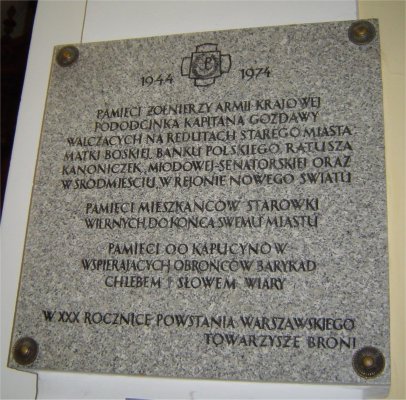 1944 1974
PAMIĘCI ŻOŁNIERZY ARMII KRAJOWEJ
PODODCINKA KAPITANA GOZDAWY
WALCZĄCYCH NA REDUTACH STAREGO MIASTA
MATKI BOSKIEJ, BANKU POLSKIEGO, RATUSZA
KANONICZEK, MIODOWEJ-SENATORSKIEJ ORAZ
W ŚRÓDMIEŚCIU, W REJONIE NOWEGO ŚWIATU
PAMIĘCI MIESZKAŃCÓW STARÓWKI
WIERNYCH DO KOŃCA SWEMU MIASTU
PAMIĘCI OO KAPUCYNÓW
WSPIERAJĄCYCH OBROŃCÓW BARYKAD
CHLEBEM I SŁOWEM WIARY
W XXX ROCZNICĘ POWSTANIA WARSZAWSKIEGO
TOWARZYSZE BRONI